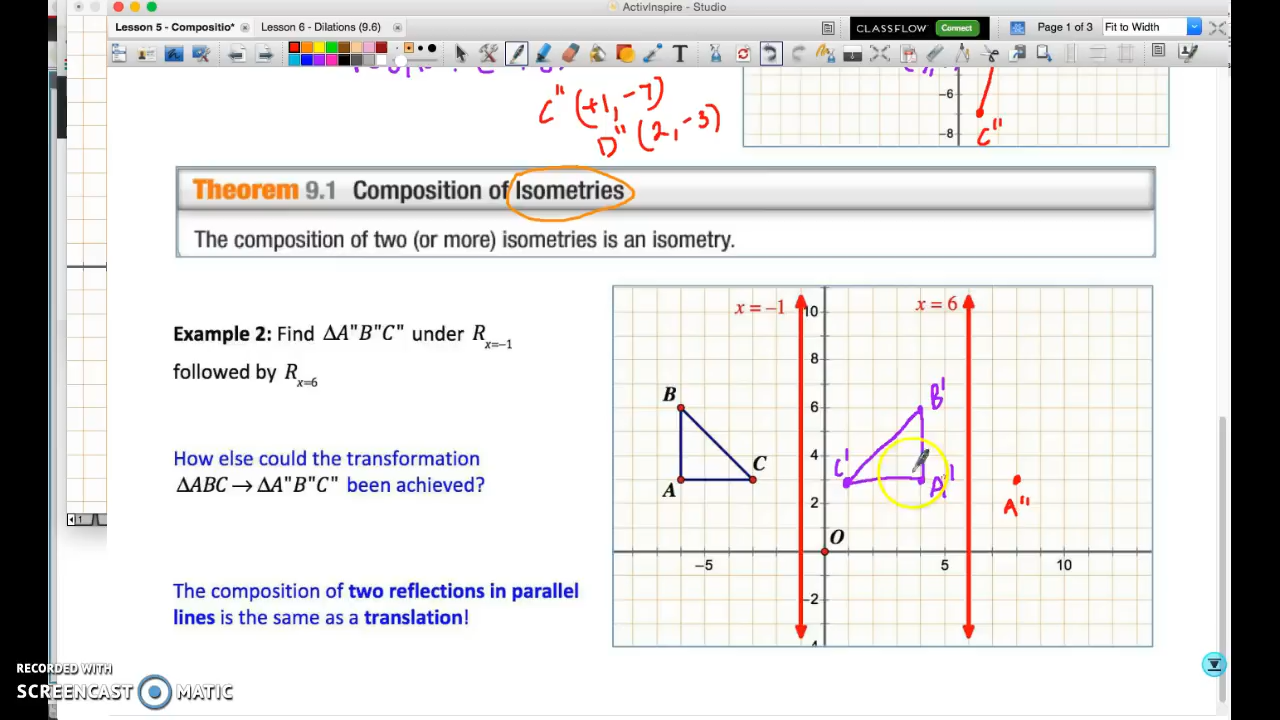 ActivInspire - Studio
Lesson 5 - Compositio*
Lesson 6 - Dilations (9.6)
CLASSFLOW
Connect
Page 1 of 3
Fit to Width
C" (+1, -7)
D" (2, -3)
-6
-8
C"
Theorem 9.1 Composition of Isometries
The composition of two (or more) isometries is an isometry.
Example 2: Find ΔA"B"C" under R x=−1
followed by R x=6
How else could the transformation
ΔABC → ΔA"B"C" been achieved?
The composition of two reflections in parallel
lines is the same as a translation!
x = −1
10
x = 6
8
B
6
B'
4
C
C'
A
A'
2
A"
O
−5
5
10
−2
1
RECORDED WITH
SCREENCAST MATIC